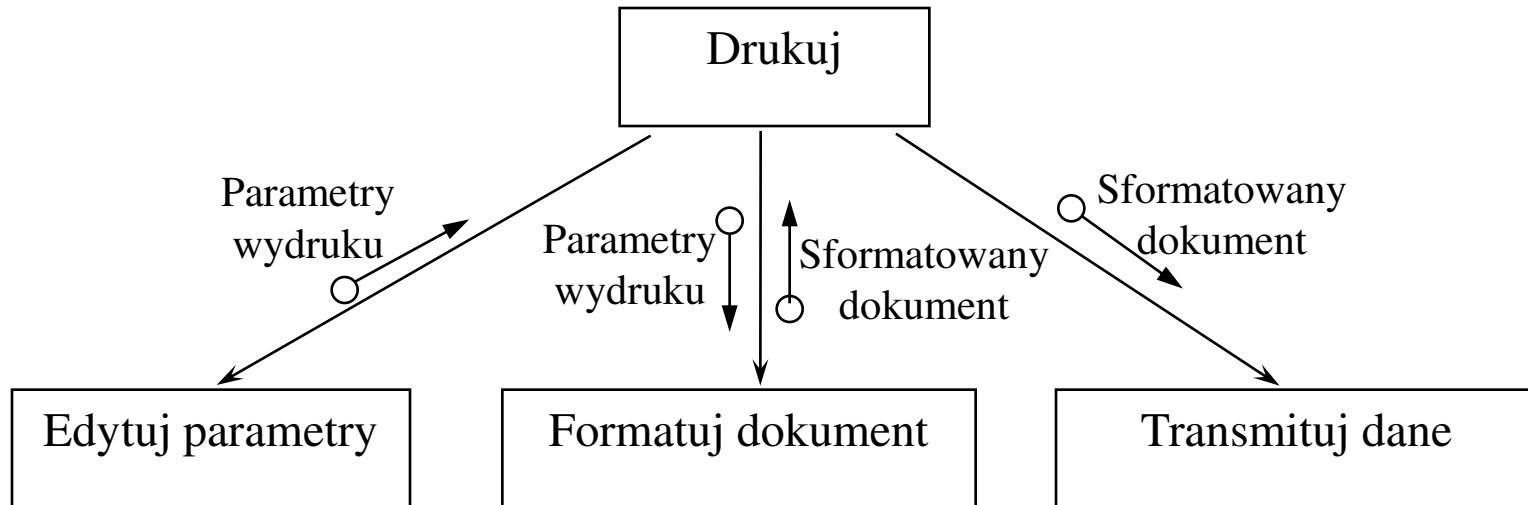 Drukuj
Parametry
wydruku
Parametry
wydruku
Sformatowany
dokument
Sformatowany
dokument
Edytuj parametry
Formatuj dokument
Transmituj dane